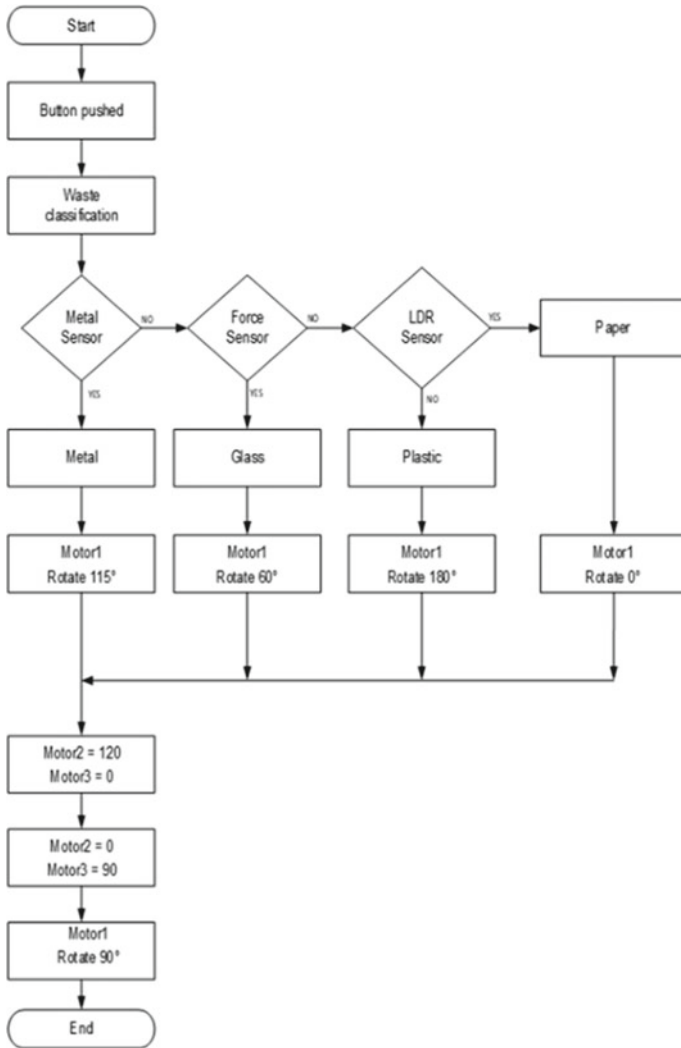 Start
Button pushed
Waste
classification
Metal
Sensor
NO
Force
Sensor
NO
LDR
Sensor
YES
Paper
YES
YES
NO
Metal
Glass
Plastic
Motor1
Rotate 115°
Motor1
Rotate 60°
Motor1
Rotate 180°
Motor1
Rotate 0°
Motor2 = 120
Motor3 = 0
Motor2 = 0
Motor3 = 90
Motor1
Rotate 90°
End